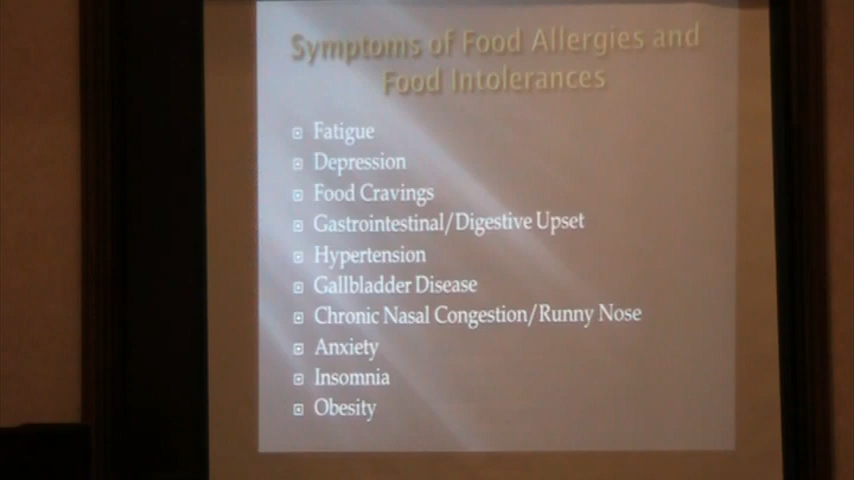 Symptoms of Food Allergies and
Food Intolerances
Fatigue
Depression
Food Cravings
Gastrointestinal/Digestive Upset
Hypertension
Gallbladder Disease
Chronic Nasal Congestion/Runny Nose
Anxiety
Insomnia
Obesity